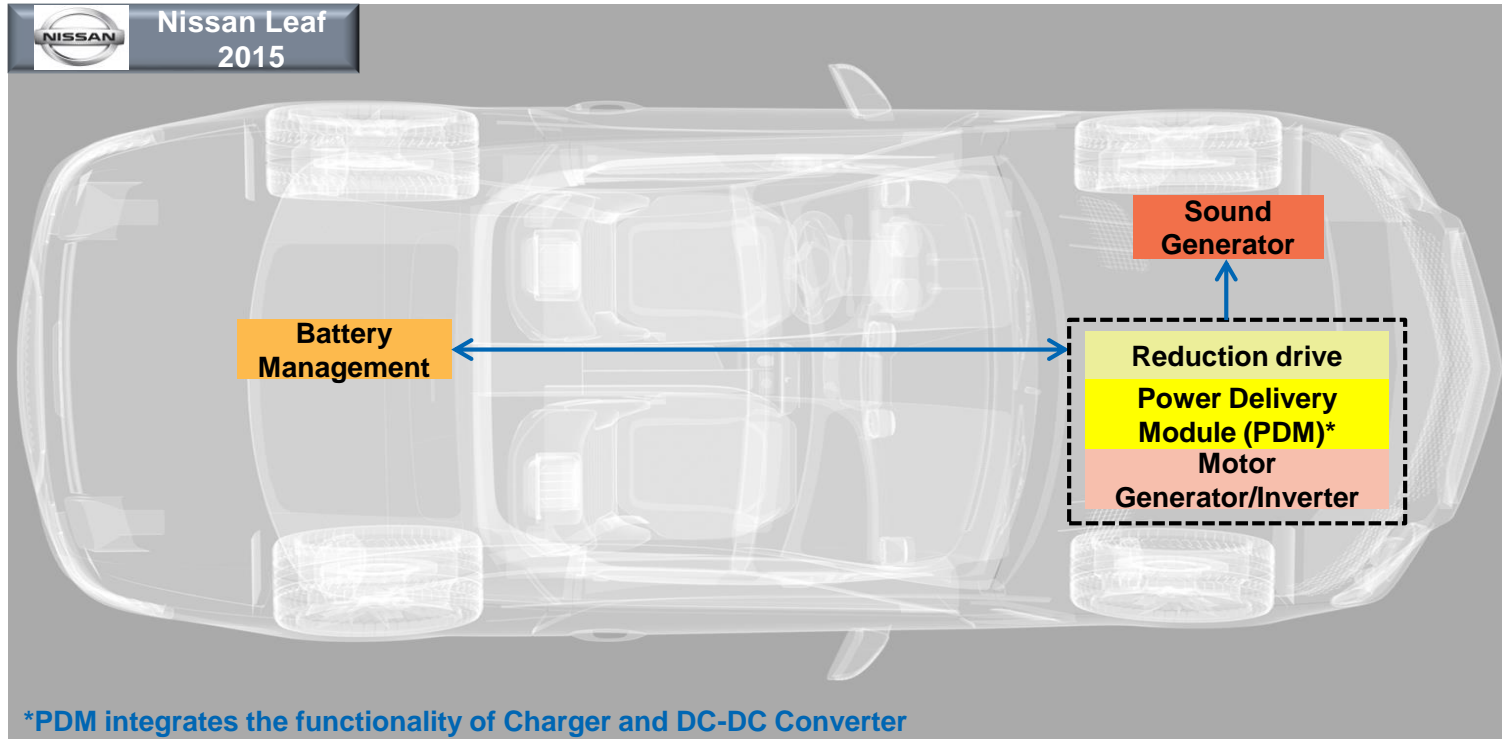 NISSAN
Nissan Leaf
2015
Sound
Generator
Battery
Management
Reduction drive
Power Delivery
Module (PDM)*
Motor
Generator/Inverter
*PDM integrates the functionality of Charger and DC-DC Converter